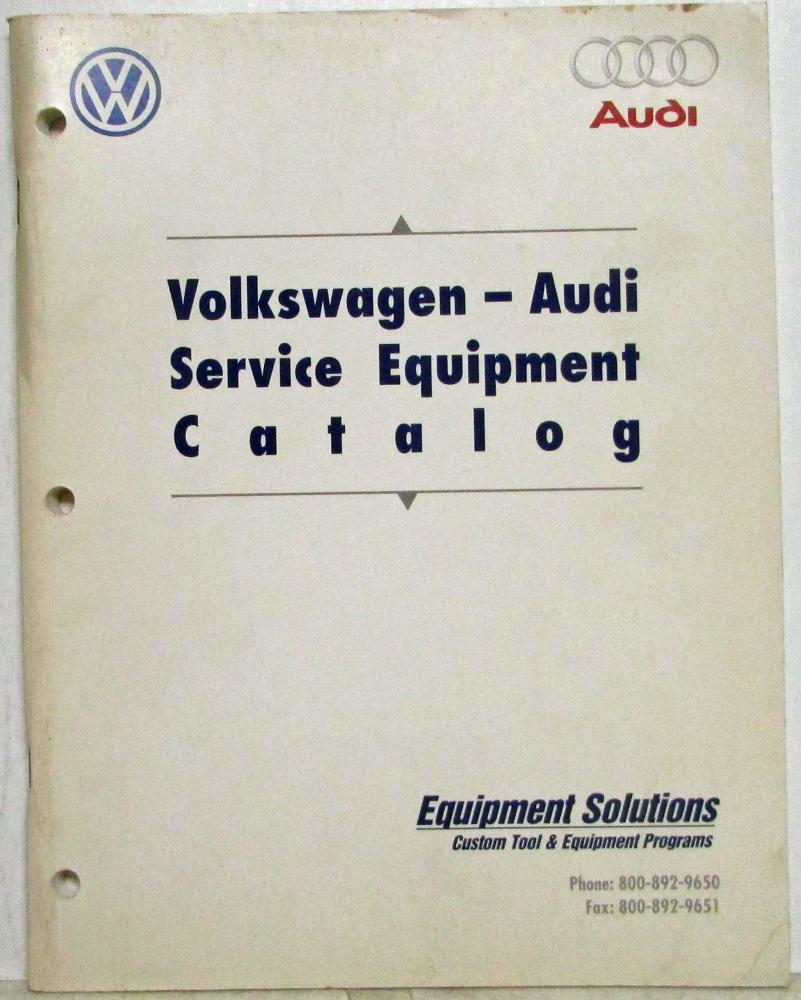 VW
Audi
Volkswagen – Audi
Service Equipment
Catalog
Equipment Solutions
Custom Tool & Equipment Programs
Phone: 800-892-9650
Fax: 800-892-9651